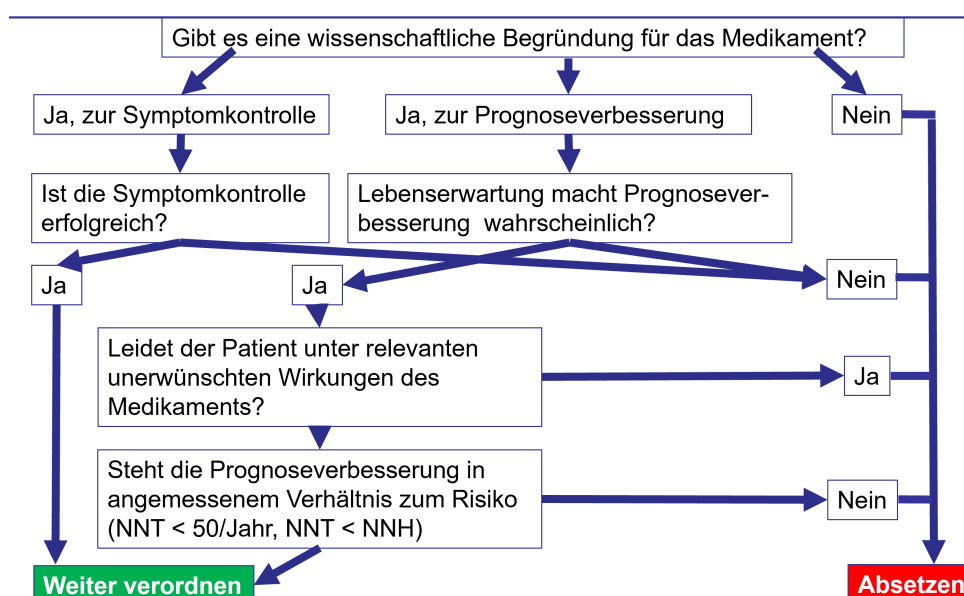 Gibt es eine wissenschaftliche Begründung für das Medikament?
Ja, zur Symptomkontrolle
Ja, zur Prognoseverbesserung
Nein
Ist die Symptomkontrolle
erfolgreich?
Lebenserwartung macht Prognosever-
besserung wahrscheinlich?
Ja
Ja
Nein
Leidet der Patient unter relevanten
unerwünschten Wirkungen des
Medikaments?
Ja
Steht die Prognoseverbesserung in
angemessenem Verhältnis zum Risiko
(NNT < 50/Jahr, NNT < NNH)
Nein
Weiter verordnen
Absetzen